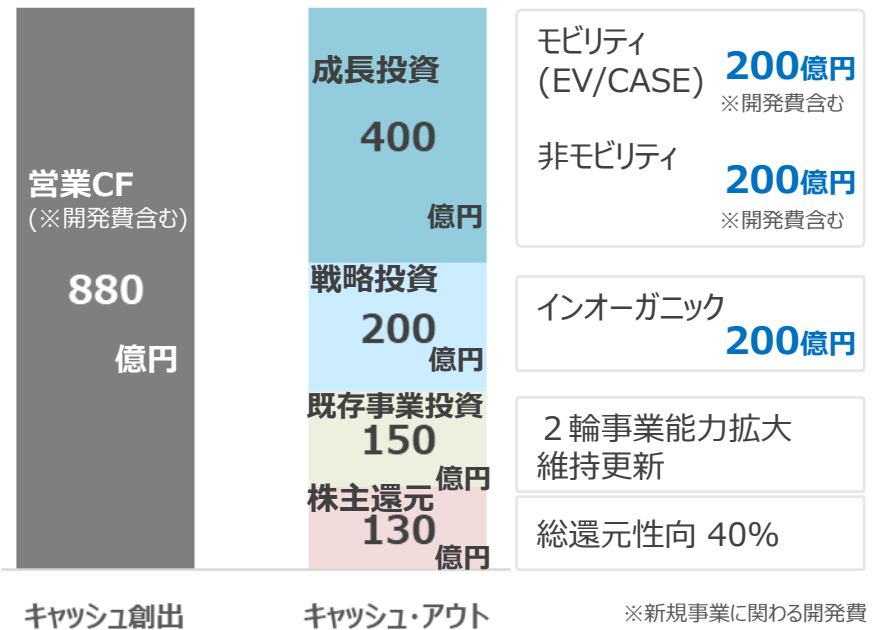 営業CF
(※開発費含む)
880
億円
キャッシュ創出
成長投資
400
億円
戦略投資
200
億円
既存事業投資
150
億円
株主還元
130
億円
キャッシュ・アウト
モビリティ
(EV/CASE) 200億円
※開発費含む
非モビリティ
200億円
※開発費含む
インオーガニック
200億円
２輪事業能力拡大
維持更新
総還元性向 40%
※新規事業に関わる開発費